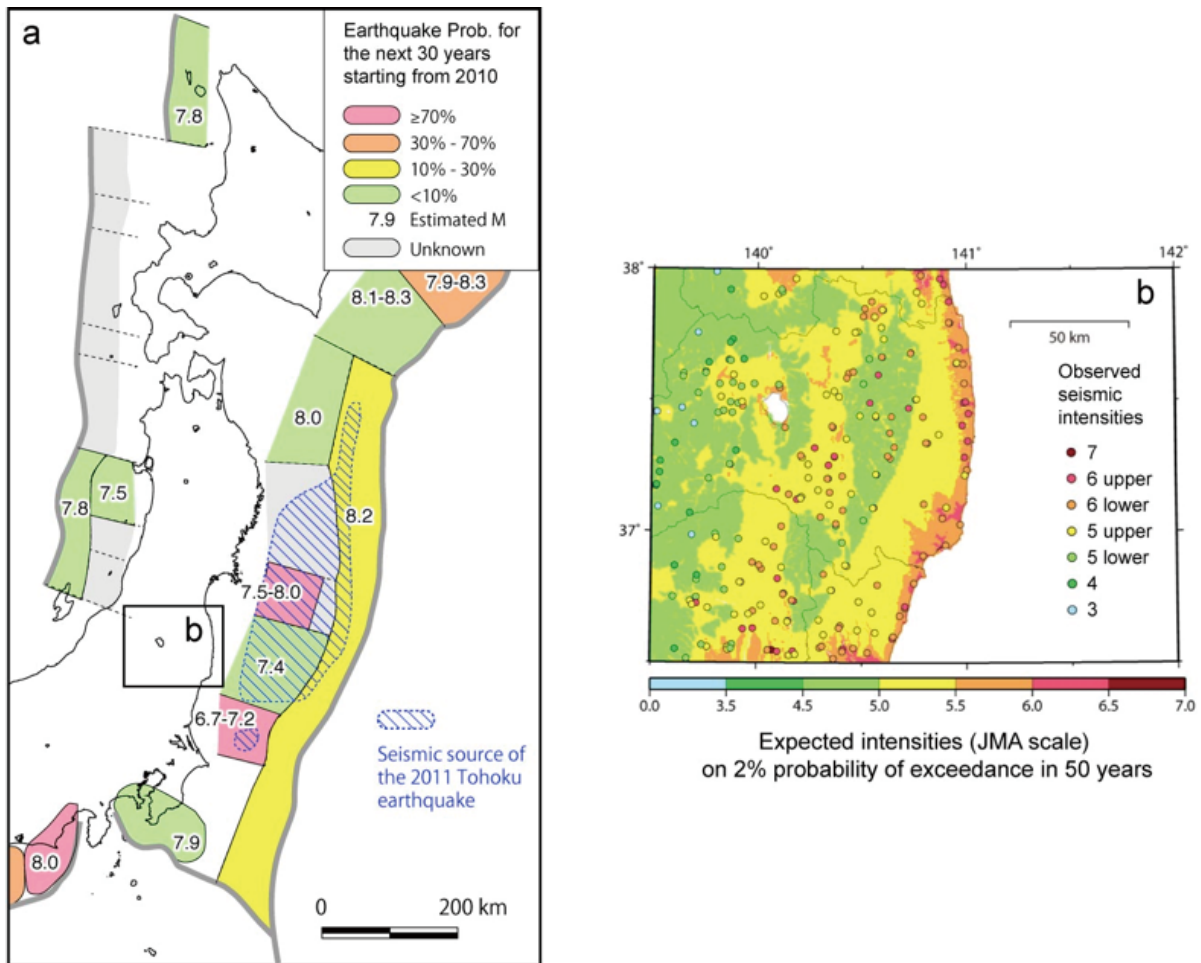 a
Earthquake Prob. for
the next 30 years
starting from 2010
≥70%
30% - 70%
10% - 30%
<10%
7.9 Estimated M
Unknown
7.8
7.9-8.3
8.1-8.3
8.0
7.5
7.8
8.2
7.5-8.0
b
7.4
6.7-7.2
Seismic source of
the 2011 Tohoku
earthquake
7.9
8.0
0 200 km
140° 141° 142°
38°
b
50 km
Observed
seismic
intensities
7
6 upper
6 lower
5 upper
5 lower
4
3
37°
0.0 3.5 4.5 5.0 5.5 6.0 6.5 7.0
Expected intensities (JMA scale)
on 2% probability of exceedance in 50 years